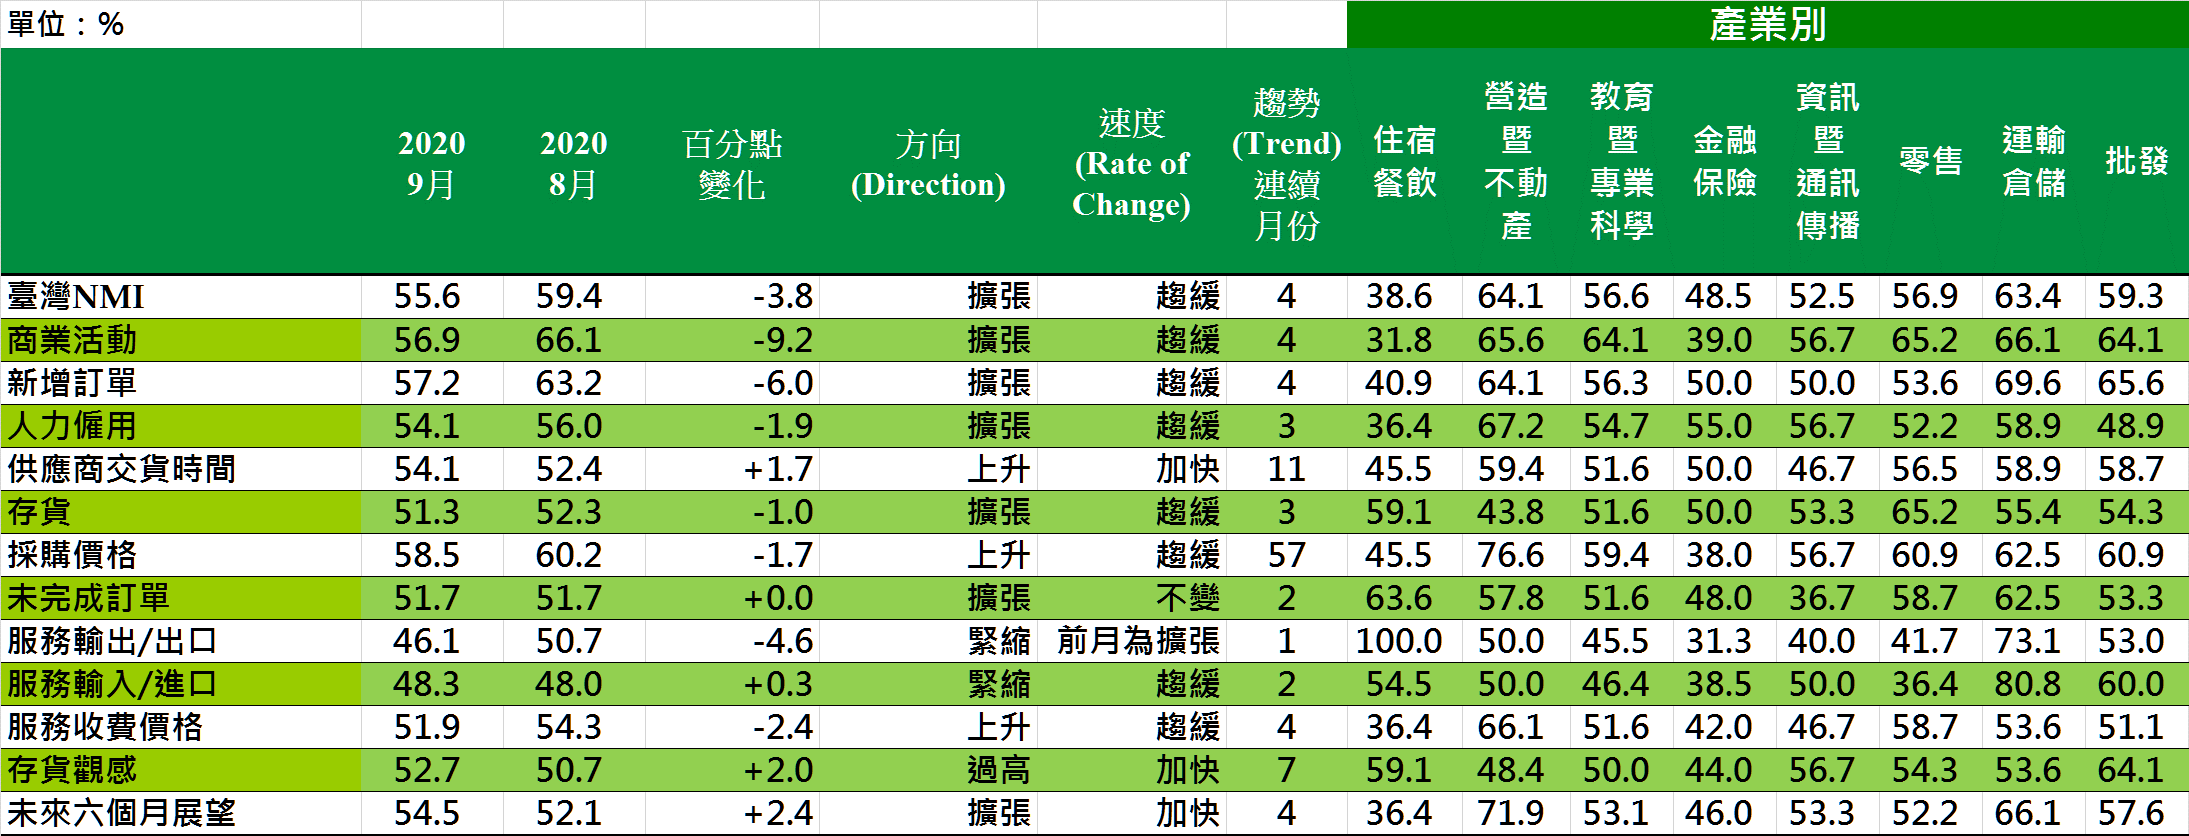 單位：% 產業別
2020 9月 2020 8月 百分點變化 方向 (Direction) 速度 (Rate of Change) 趨勢 (Trend) 連續月份 住宿餐飲 營造暨不動產 教育暨專業科學 金融保險 資訊暨通訊傳播 零售 運輸倉儲 批發
臺灣NMI 55.6 59.4 -3.8 擴張 趨緩 4 38.6 64.1 56.6 48.5 52.5 56.9 63.4 59.3
商業活動 56.9 66.1 -9.2 擴張 趨緩 4 31.8 65.6 64.1 39.0 56.7 65.2 66.1 64.1
新增訂單 57.2 63.2 -6.0 擴張 趨緩 4 40.9 64.1 56.3 50.0 50.0 53.6 69.6 65.6
人力僱用 54.1 56.0 -1.9 擴張 趨緩 3 36.4 67.2 54.7 55.0 56.7 52.2 58.9 48.9
供應商交貨時間 54.1 52.4 +1.7 上升 加快 11 45.5 59.4 51.6 50.0 46.7 56.5 58.9 58.7
存貨 51.3 52.3 -1.0 擴張 趨緩 3 59.1 43.8 51.6 50.0 53.3 65.2 55.4 54.3
採購價格 58.5 60.2 -1.7 上升 趨緩 57 45.5 76.6 59.4 38.0 56.7 60.9 62.5 60.9
未完成訂單 51.7 51.7 +0.0 擴張 不變 2 63.6 57.8 51.6 48.0 36.7 58.7 62.5 53.3
服務輸出/出口 46.1 50.7 -4.6 緊縮 前月為擴張 1 100.0 50.0 45.5 31.3 40.0 41.7 73.1 53.0
服務輸入/進口 48.3 48.0 +0.3 緊縮 趨緩 2 54.5 50.0 46.4 38.5 50.0 36.4 80.8 60.0
服務收費價格 51.9 54.3 -2.4 上升 趨緩 4 36.4 66.1 51.6 42.0 46.7 58.7 53.6 51.1
存貨觀感 52.7 50.7 +2.0 過高 加快 7 59.1 48.4 50.0 44.0 56.7 54.3 53.6 64.1
未來六個月展望 54.5 52.1 +2.4 擴張 加快 4 36.4 71.9 53.1 46.0 53.3 52.2 66.1 57.6